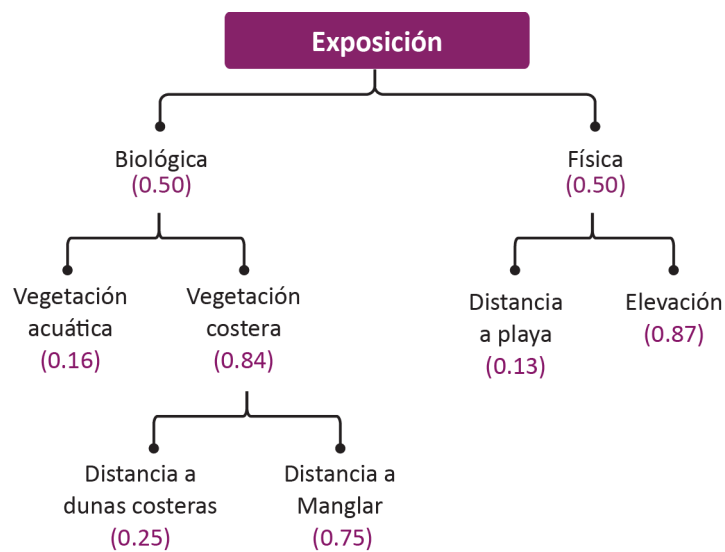 Exposición
Biológica
(0.50)
Física
(0.50)
Vegetación
acuática
(0.16)
Vegetación
costera
(0.84)
Distancia
a playa
(0.13)
Elevación
(0.87)
Distancia a
dunas costeras
(0.25)
Distancia a
Manglar
(0.75)